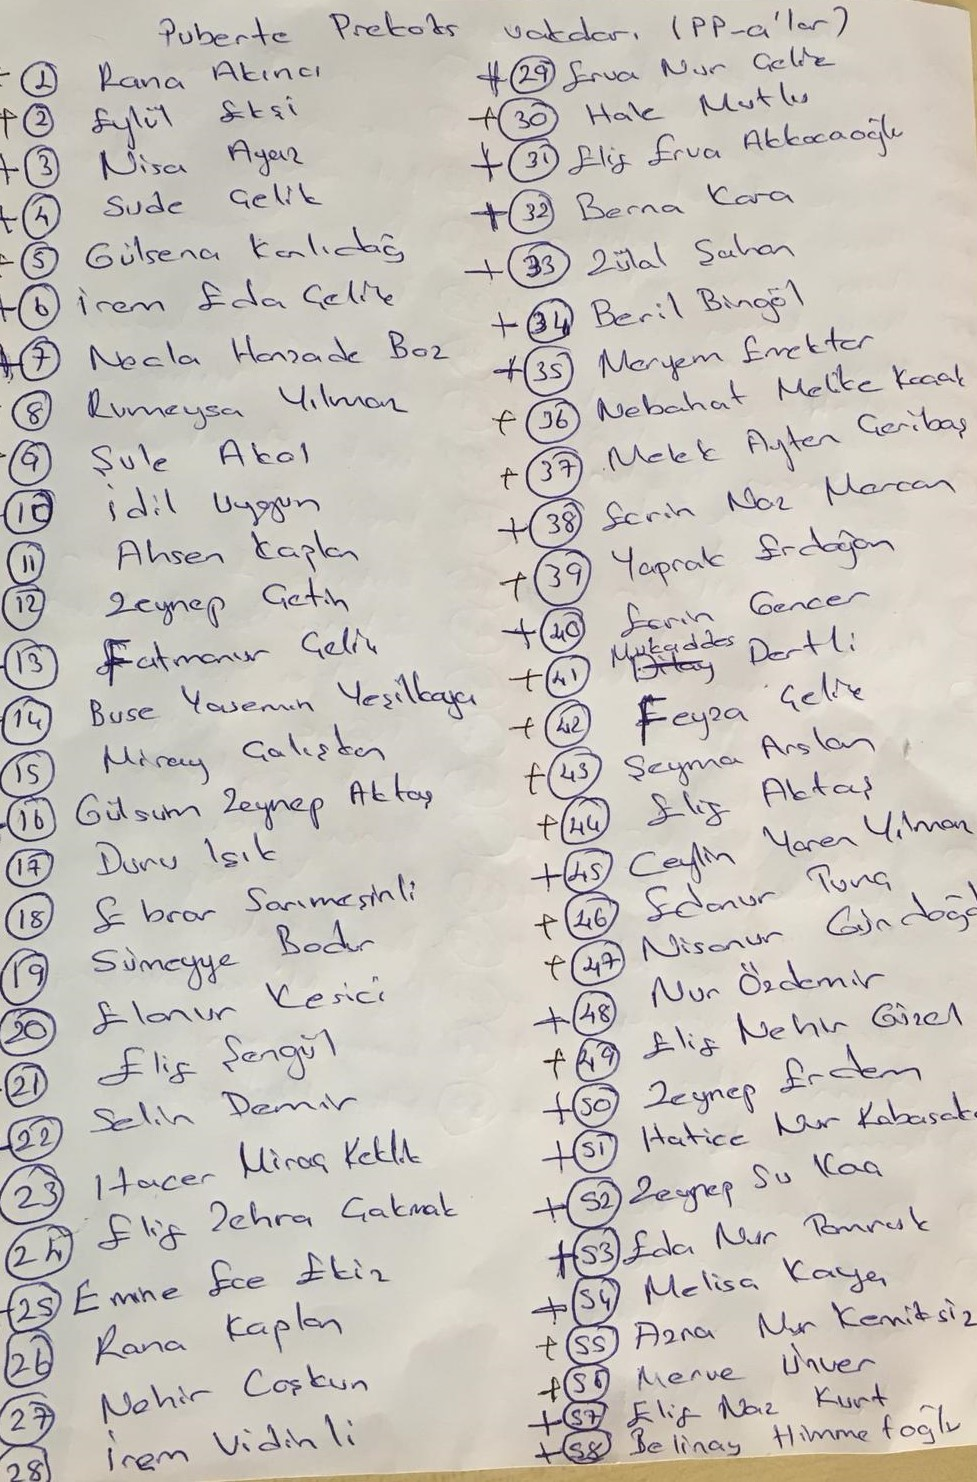 Puberte Prekoks vakaları (PP-a'lar)
1 Rana Akıncı
+ 2 Eylül Ekşi
+ 3 Nisa Ayaz
+ 4 Sude Çelik
+ 5 Gülsena Karlıdağ
+ 6 İrem Eda Çelik
+ 7 Necla Hanzade Boz
8 Rumeysa Yılmaz
9 Şule Akol
10 İdil Uygun
11 Ahsen Kaplan
12 Zeynep Çetin
13 Fatmanur Çelik
14 Buse Yasemin Yeşilkaya
15 Miray Çalışkan
16 Gülsum Zeynep Aktaş
17 Duru Işık
18 Ebrar Sarımeşinli
19 Sümeyye Bodur
20 Elanur Kesici
21 Elif Şengül
22 Selin Demir
23 Hacer Miraç Keklik
24 Elif Zehra Çakmak
25 Emine Ece Ekiz
26 Rana Kaplan
27 Nehir Coşkun
28 İrem Vidinli
+ 29 Erva Nur Çelik
+ 30 Hale Mutlu
+ 31 Elif Erva Akkocaoğlu
+ 32 Berna Kara
+ 33 Zülal Şahan
+ 34 Beril Bingöl
+ 35 Meryem Emektar
+ 36 Nebahat Melike
+ 37 Melek Ayten Geribaş
+ 38 Esrin Naz Mercan
+ 39 Yaprak Erdoğan
+ 40 Esrin Gencer
+ 41 Mukaddes Dertli
+ 42 Feyza Çelik
+ 43 Şeyma Arslan
+ 44 Elif Aktaş
+ 45 Ceylin Yaren Yılmaz
+ 46 Edanur Tuna
+ 47 Nisanur Gündoğd
+ 48 Nur Özdemir
+ 49 Elif Nehir Güzel
+ 50 Zeynep Erdem
+ 51 Hatice Nur Kabasak
+ 52 Zeynep Su Koç
+ 53 Eda Nur Tomruk
+ 54 Melisa Kaya
+ 55 Azra Nur Kemiksiz
+ 56 Merve Ünver
+ 57 Elif Naz Kurt
+ 58 Belinay Himmetoğlu